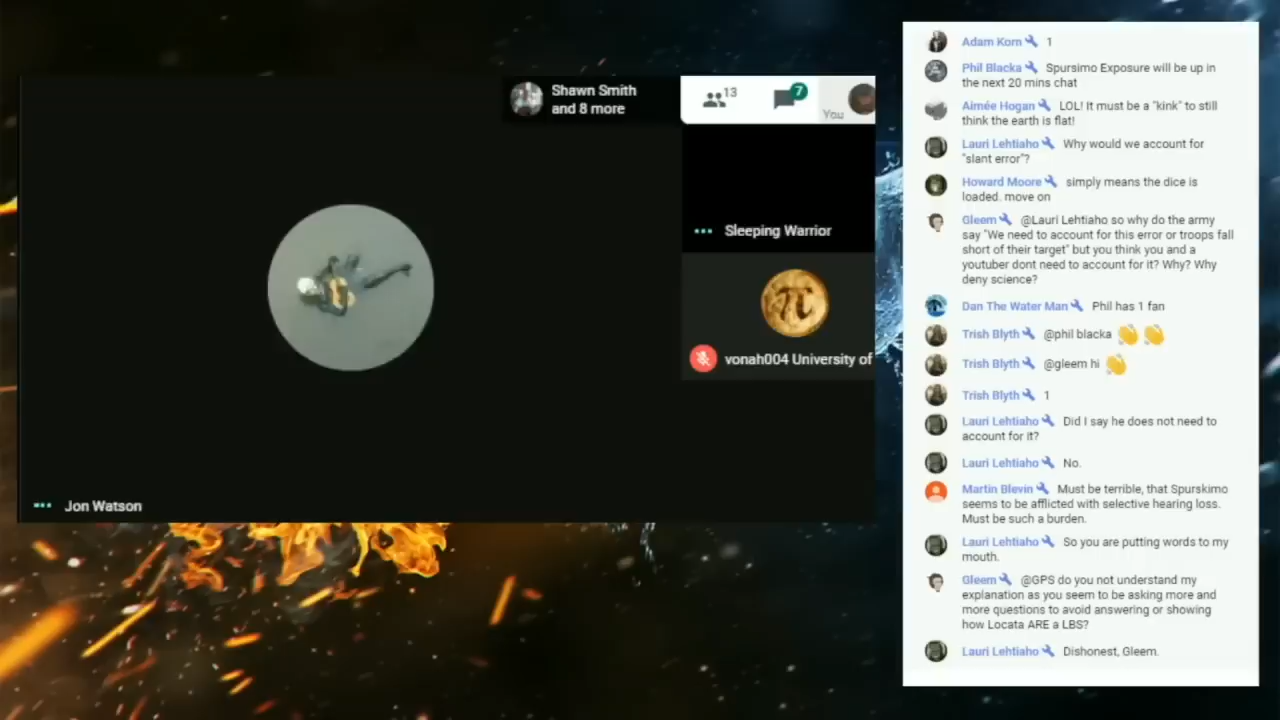 Shawn Smith
and 8 more
13
7
You
Sleeping Warrior
π
vonah004 University of
Jon Watson
Adam Korn 1
Phil Blacka Spursimo Exposure will be up in
the next 20 mins chat
Aimée Hogan LOL! It must be a "kink" to still
think the earth is flat!
Lauri Lehtiaho Why would we account for
"slant error"?
Howard Moore simply means the dice is
loaded. move on
Gleem @Lauri Lehtiaho so why do the army
say "We need to account for this error or troops fall
short of their target" but you think you and a
youtuber dont need to account for it? Why? Why
deny science?
Dan The Water Man Phil has 1 fan
Trish Blyth @phil blacka 👏 👏
Trish Blyth @gleem hi 👏
Trish Blyth 1
Lauri Lehtiaho Did I say he does not need to
account for it?
Lauri Lehtiaho No.
Martin Blevin Must be terrible, that Spurskimo
seems to be afflicted with selective hearing loss.
Must be such a burden.
Lauri Lehtiaho So you are putting words to my
mouth.
Gleem @GPS do you not understand my
explanation as you seem to be asking more and
more questions to avoid answering or showing
how Locata ARE a LBS?
Lauri Lehtiaho Dishonest, Gleem.